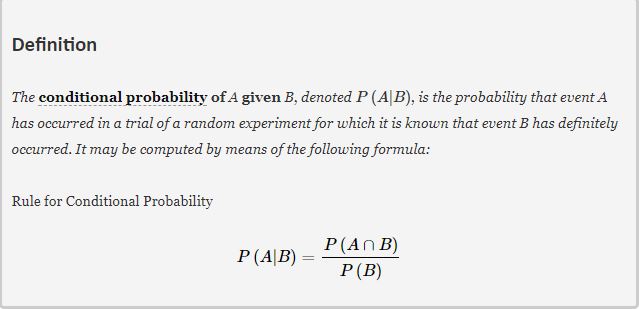 Definition
The conditional probability of A given B, denoted P (A|B), is the probability that event A
has occurred in a trial of a random experiment for which it is known that event B has definitely
occurred. It may be computed by means of the following formula:
Rule for Conditional Probability
P (A|B) = P (A ∩ B) / P (B)